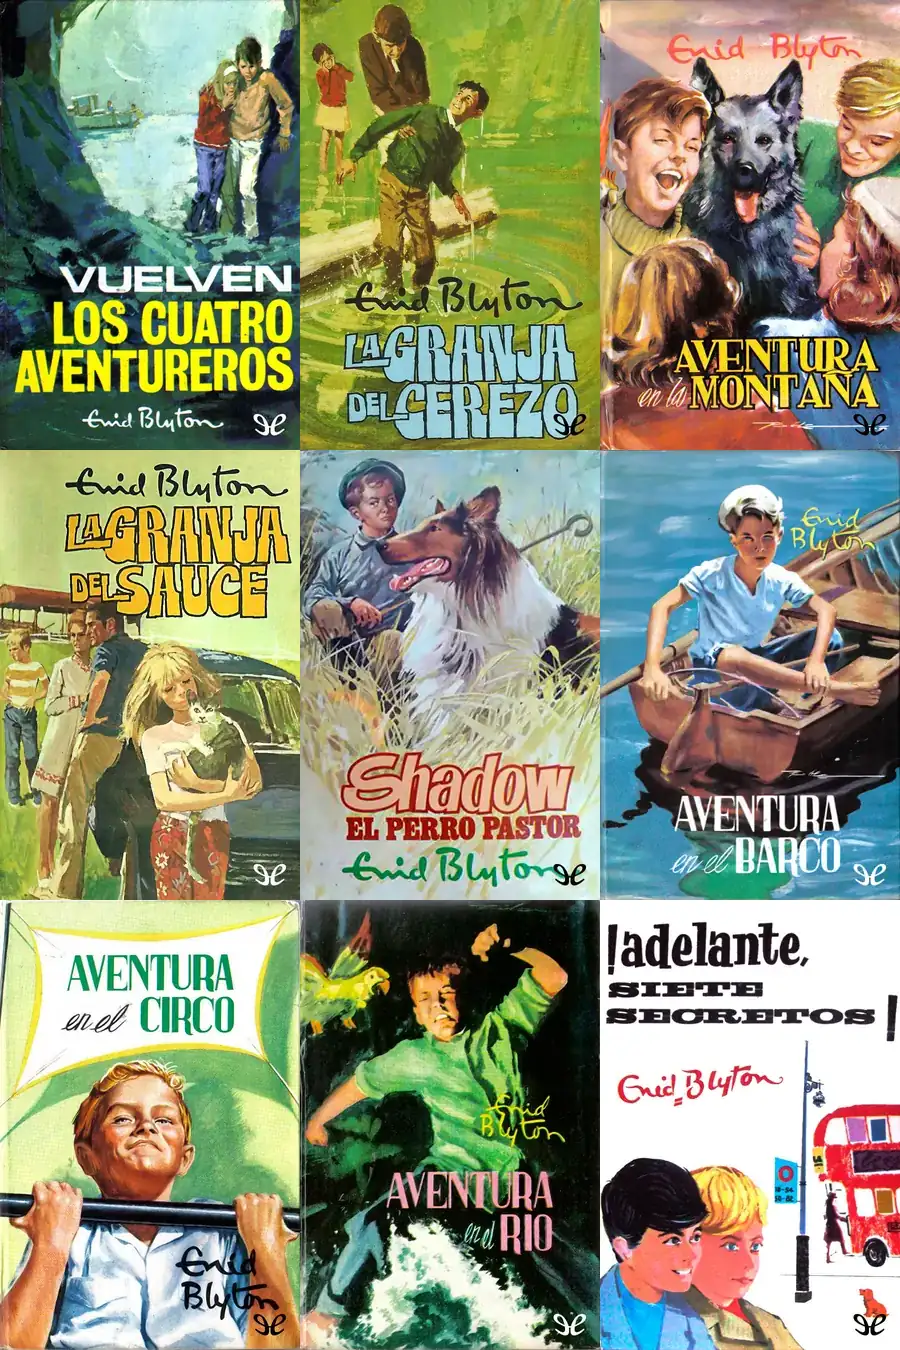 VUELVEN
LOS CUATRO
AVENTUREROS
Enid Blyton
Enid Blyton
LA GRANJA
DEL CEREZO
Enid Blyton
AVENTURA
en la MONTAÑA
Enid Blyton
LA GRANJA
DEL SAUCE
Shadow
EL PERRO PASTOR
Enid Blyton
Enid
Blyton
AVENTURA
en el BARCO
AVENTURA
en el CIRCO
Enid
Blyton
Enid
Blyton
AVENTURA
en el RIO
¡adelante,
SIETE
SECRETOS!
Enid Blyton